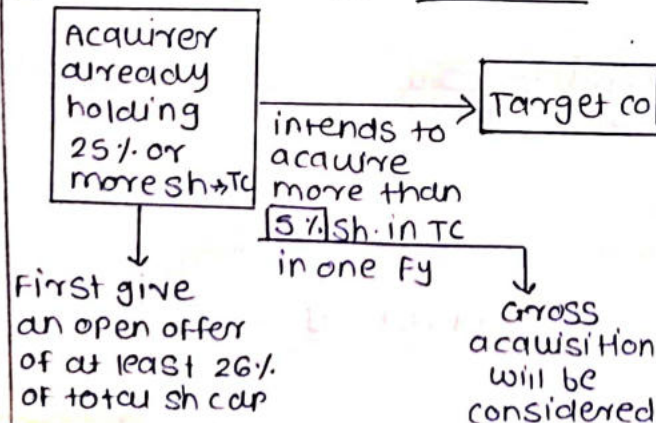 Acquirer
already
holding
25%. or
more sh→TC
intends to
acquire
more than
5% Sh. in TC
in one Fy
Target co
First give
an open offer
of at least 26%.
of total sh cap
Gross
acquisition
will be
considered